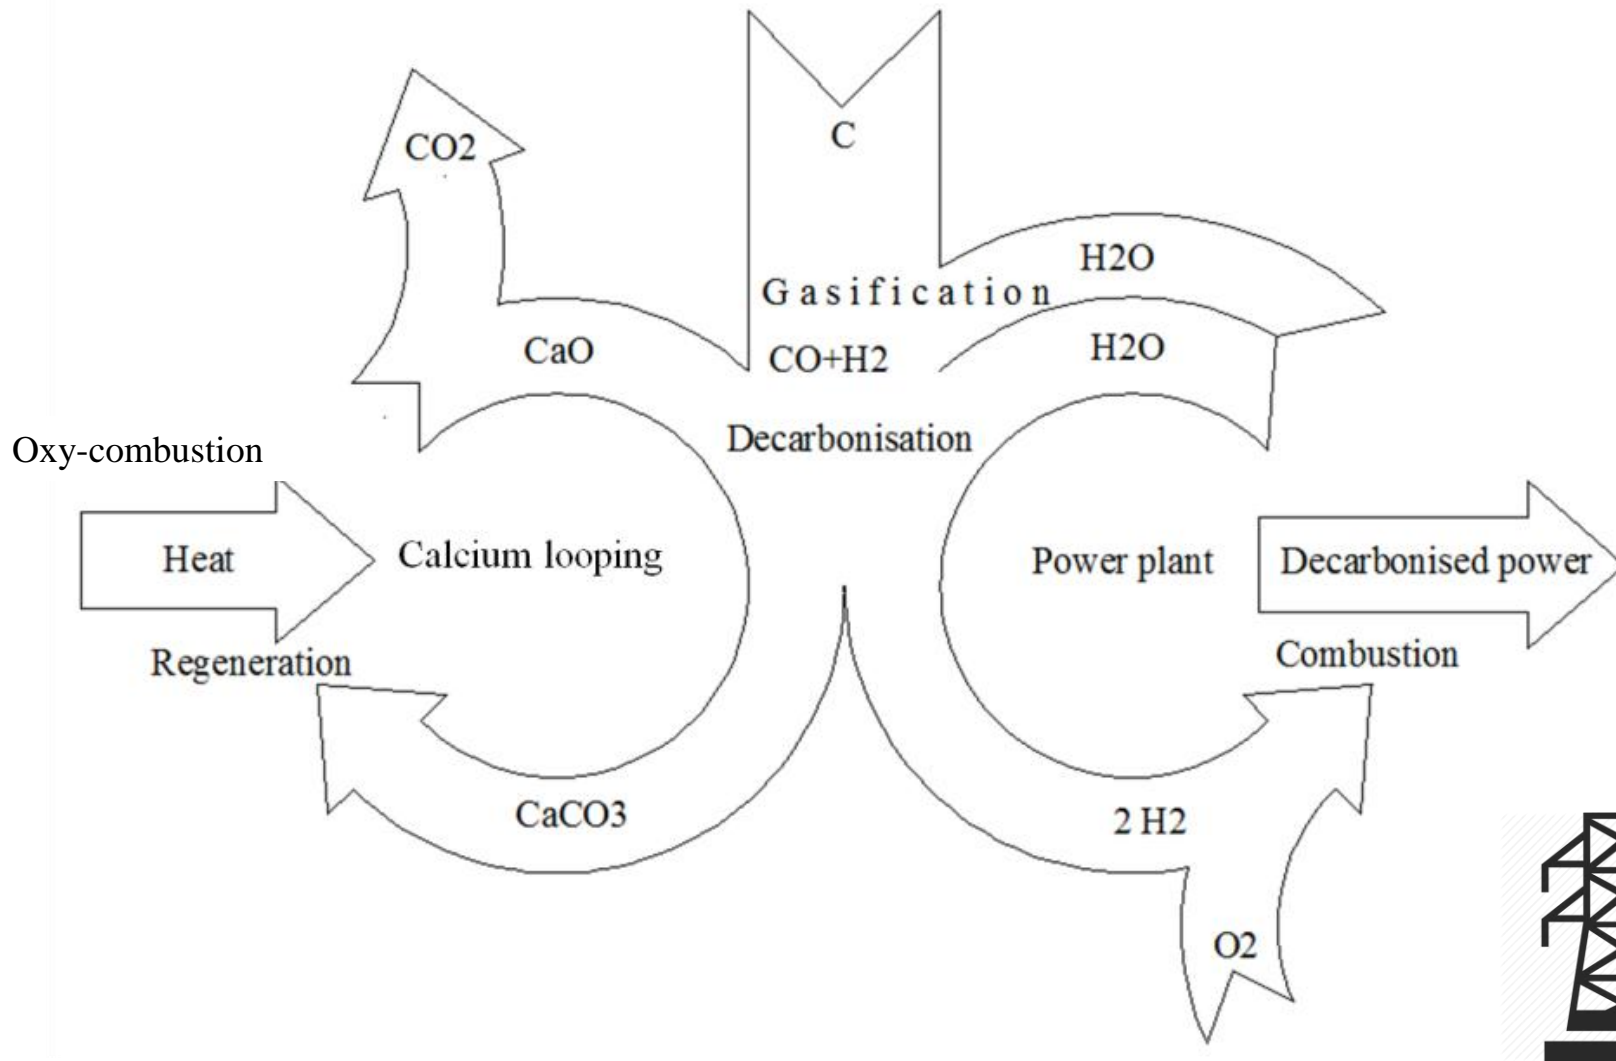 C
CO2
H2O
Gasification
CaO
CO+H2
H2O
Decarbonisation
Oxy-combustion
Heat
Calcium looping
Power plant
Decarbonised power
Regeneration
Combustion
CaCO3
2 H2
O2